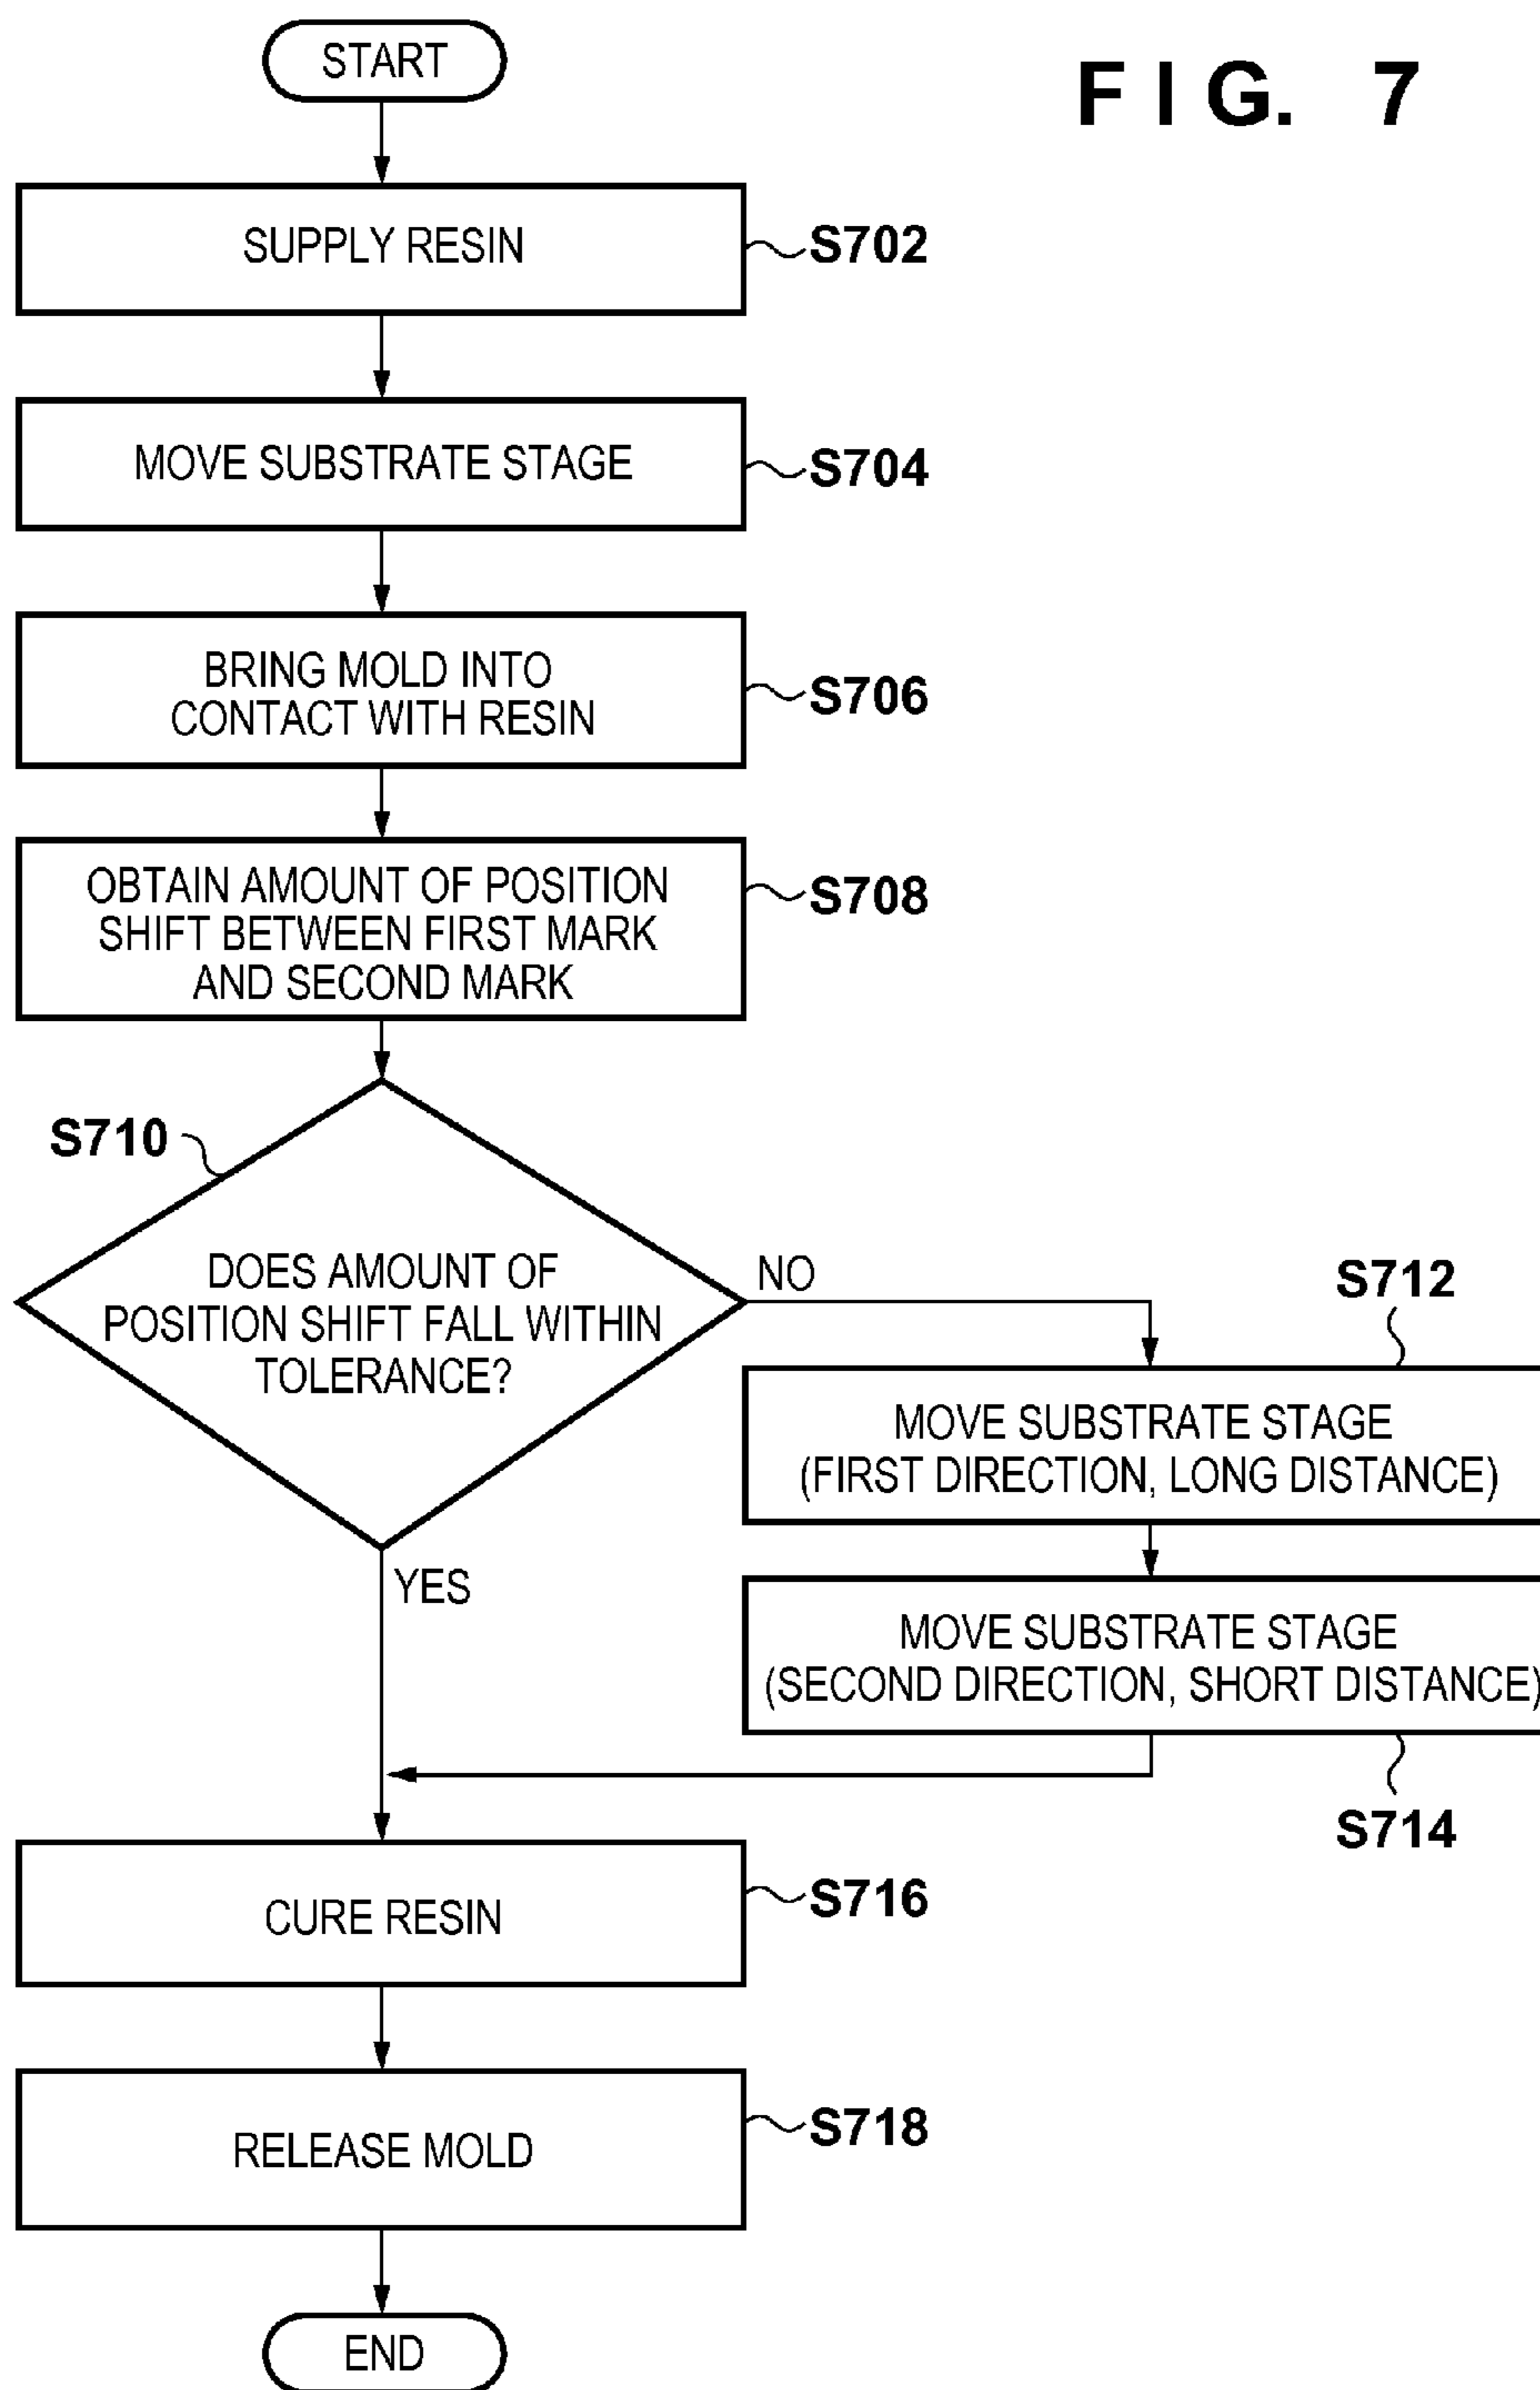 START
F I G. 7
SUPPLY RESIN
S702
MOVE SUBSTRATE STAGE
S704
BRING MOLD INTO
CONTACT WITH RESIN
S706
OBTAIN AMOUNT OF POSITION
SHIFT BETWEEN FIRST MARK
AND SECOND MARK
S708
S710
DOES AMOUNT OF
POSITION SHIFT FALL WITHIN
TOLERANCE?
NO
S712
MOVE SUBSTRATE STAGE
(FIRST DIRECTION, LONG DISTANCE)
YES
MOVE SUBSTRATE STAGE
(SECOND DIRECTION, SHORT DISTANCE)
S714
CURE RESIN
S716
RELEASE MOLD
S718
END